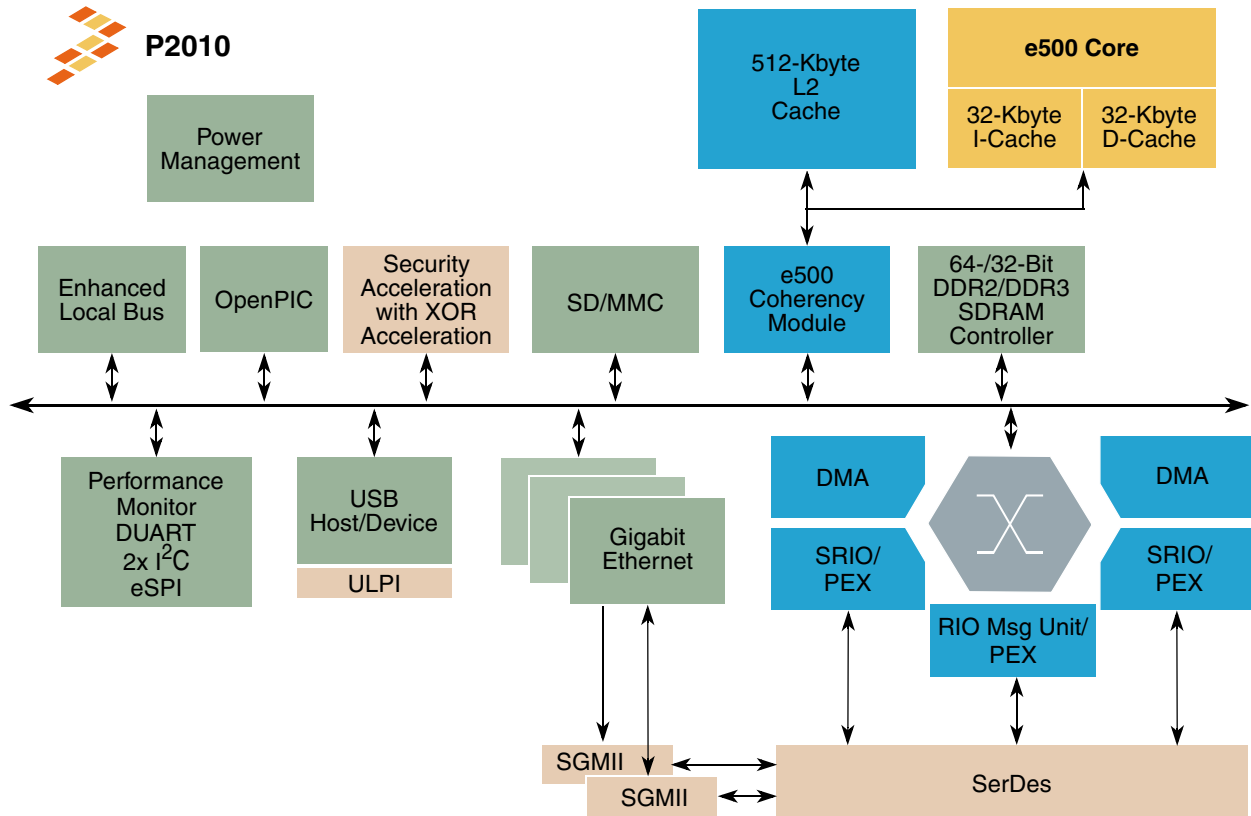 P2010
512-Kbyte
L2
Cache
e500 Core
32-Kbyte
I-Cache
32-Kbyte
D-Cache
Power
Management
Enhanced
Local Bus
OpenPIC
Security
Acceleration
with XOR
Acceleration
SD/MMC
e500
Coherency
Module
64-/32-Bit
DDR2/DDR3
SDRAM
Controller
Performance
Monitor
DUART
2x I²C
eSPI
USB
Host/Device
ULPI
Gigabit
Ethernet
DMA
SRIO/
PEX
DMA
SRIO/
PEX
RIO Msg Unit/
PEX
SGMII
SGMII
SerDes